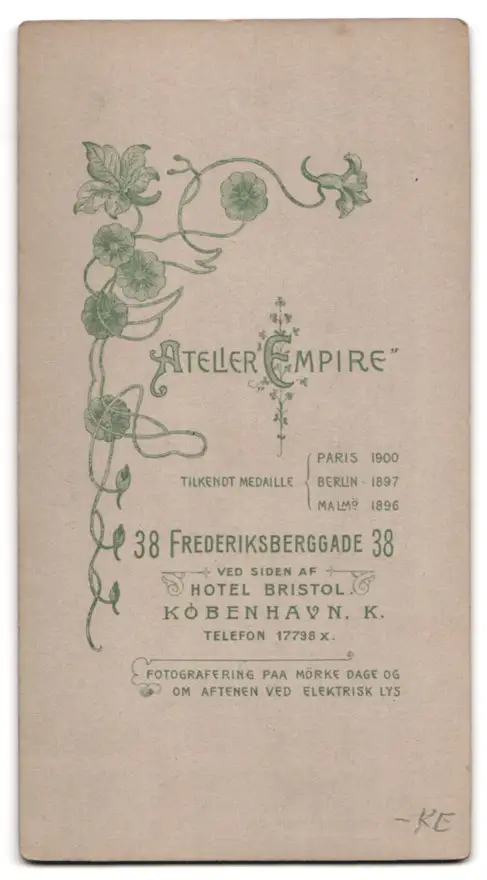 Atelier „Empire"
TILKENDT MEDAILLE { PARIS 1900
BERLIN - 1897
MALMÖ 1896
38 FREDERIKSBERGGADE 38
VED SIDEN AF
HOTEL BRISTOL.
KÖBENHAVN. K.
TELEFON 17798 x.
FOTOGRAFERING PAA MÖRKE DAGE OG
OM AFTENEN VED ELEKTRISK LYS
-KE